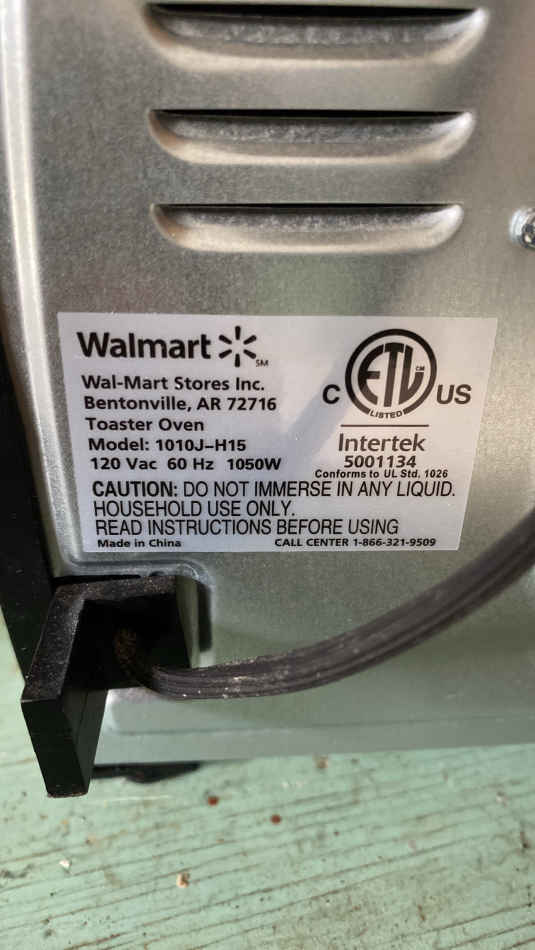 Walmart SM
Wal-Mart Stores Inc.
Bentonville, AR 72716
Toaster Oven
Model: 1010J-H15
120 Vac 60 Hz 1050W
C ETL CM US
LISTED
Intertek
5001134
Conforms to UL Std. 1026
CAUTION: DO NOT IMMERSE IN ANY LIQUID.
HOUSEHOLD USE ONLY.
READ INSTRUCTIONS BEFORE USING
Made in China CALL CENTER 1-866-321-9509